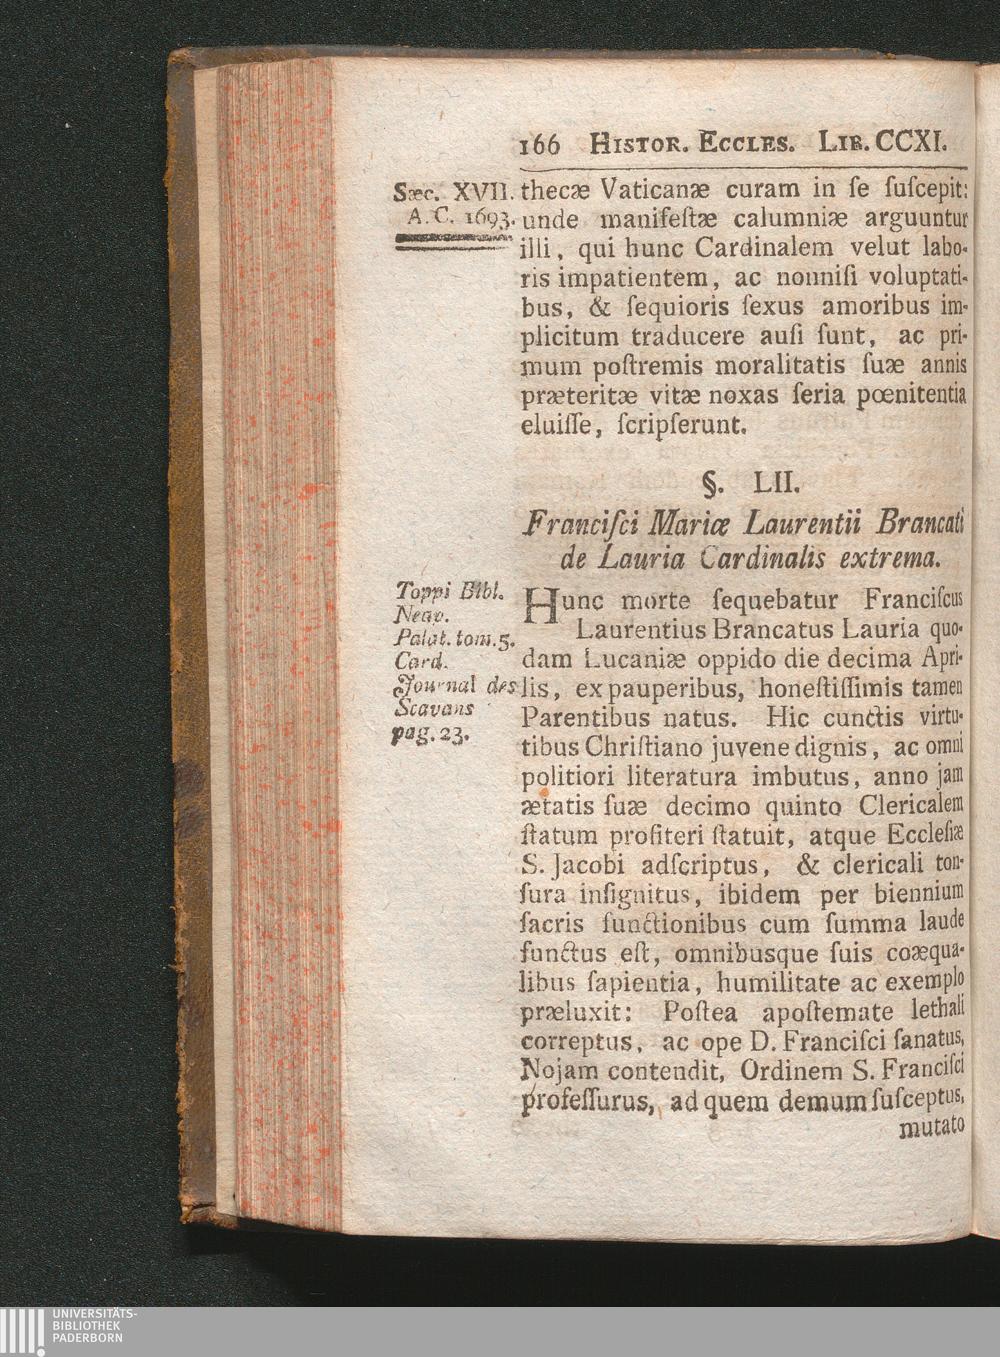 166 Histor. Eccles. Lib. CCXI.
Sæc. XVII.
A. C. 1693.
thecæ Vaticanæ curam in ſe ſuſcepit:
unde manifeſtæ calumniæ arguuntur
illi, qui hunc Cardinalem velut labo-
ris impatientem, ac nonniſi voluptati-
bus, & ſequioris ſexus amoribus im-
plicitum traducere auſi ſunt, ac pri-
mum poſtremis moralitatis ſuæ annis
præteritæ vitæ noxas ſeria pœnitentia
eluiſſe, ſcripſerunt.
§. LII.
Franciſci Mariæ Laurentii Brancati
de Lauria Cardinalis extrema.
Toppi Bibl.
Neap.
Palat. tom. 5.
Card.
Journal des
Scavans
pag. 23.
Hunc morte ſequebatur Franciſcus
Laurentius Brancatus Lauria quo-
dam Lucaniæ oppido die decima Apri-
lis, ex pauperibus, honeſtiſſimis tamen
Parentibus natus. Hic cunctis virtu-
tibus Chriſtiano juvene dignis, ac omni
politiori literatura imbutus, anno jam
ætatis ſuæ decimo quinto Clericalem
ſtatum profiteri ſtatuit, atque Eccleſiæ
S. Jacobi adſcriptus, & clericali ton-
ſura inſignitus, ibidem per biennium
ſacris functionibus cum ſumma laude
functus eſt, omnibusque ſuis coæqua-
libus ſapientia, humilitate ac exemplo
præluxit: Poſtea apoſtemate lethali
correptus, ac ope D. Franciſci ſanatus,
Nojam contendit, Ordinem S. Franciſci
profeſſurus, ad quem demum ſuſceptus,
mutato
UNIVERSITÄTS-
BIBLIOTHEK
PADERBORN